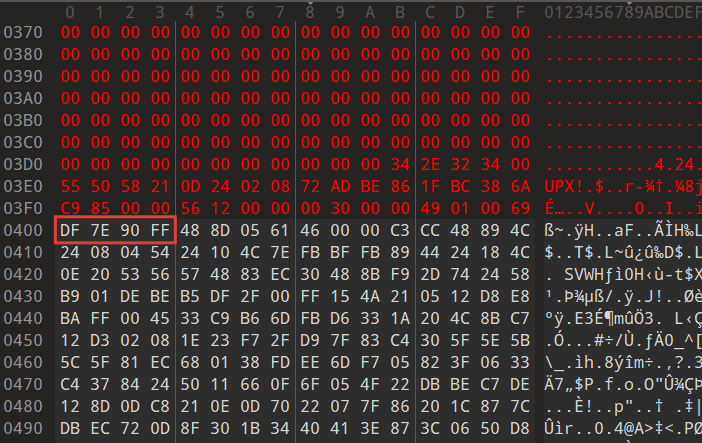 0 1 2 3 4 5 6 7 8 9 A B C D E F 0123456789ABCDEF
0370 00 00 00 00 00 00 00 00 00 00 00 00 00 00 00 00 ................
0380 00 00 00 00 00 00 00 00 00 00 00 00 00 00 00 00 ................
0390 00 00 00 00 00 00 00 00 00 00 00 00 00 00 00 00 ................
03A0 00 00 00 00 00 00 00 00 00 00 00 00 00 00 00 00 ................
03B0 00 00 00 00 00 00 00 00 00 00 00 00 00 00 00 00 ................
03C0 00 00 00 00 00 00 00 00 00 00 00 00 00 00 00 00 ................
03D0 00 00 00 00 00 00 00 00 00 00 00 34 2E 32 34 00 ...........4.24.
03E0 55 50 58 21 0D 24 02 08 72 AD BE 86 1F BC 38 6A UPX!.$..r-¾†.¼8j
03F0 C9 85 00 00 56 12 00 00 00 30 00 00 49 01 00 69 É…..V....0..I..i
0400 DF 7E 90 FF 48 8D 05 61 46 00 00 C3 CC 48 89 4C ß~.ÿH..aF..ÃÌH‰L
0410 24 08 04 54 24 10 4C 7E FB BF FB 89 44 24 18 4C $..T$.L~û¿û‰D$.L
0420 0E 20 53 56 57 48 83 EC 30 48 8B F9 2D 74 24 58 . SVWHƒì0H‹ù-t$X
0430 B9 01 DE BE B5 DF 2F 00 FF 15 4A 21 05 12 D8 E8 ¹.Þ¾µß/.ÿ.J!..Øè
0440 BA FF 00 45 33 C9 B6 6D FB D6 33 1A 20 4C 8B C7 ºÿ.E3É¶mûÖ3. L‹Ç
0450 12 D3 02 08 1E 23 F7 2F D9 7F 83 C4 30 5F 5E 5B .Ó...#÷/Ù.ƒÄ0_^[
0460 5C 5F 81 EC 68 01 38 FD EE 6D F7 05 82 3F 06 33 \_.ìh.8ýîm÷.‚?.3
0470 C4 37 84 24 50 11 66 0F 6F 05 4F 22 DB BE C7 DE Ä7„$P.f.o.O"Û¾ÇÞ
0480 12 8D 0D C8 21 0E 0D 70 22 07 7F 86 20 1C 87 DC ...È!..p"..† .‡Ü
0490 DB EC 72 0D 8F 30 1B 34 40 41 3E 87 3C 06 50 D8 Ûìr..0.4@A>‡<.PØ